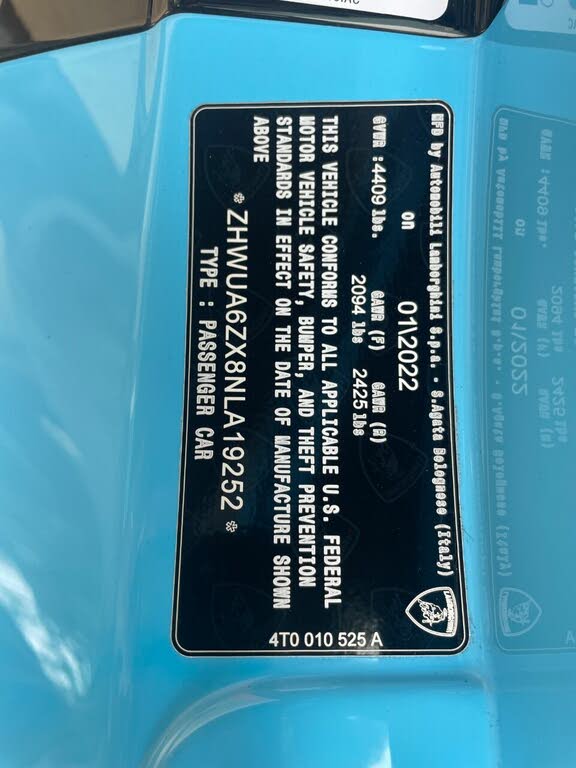 MFD by Automobili Lamborghini S.p.a. - S.Agata Bolognese (Italy)
on 01\2022
GVWR :4409 lbs. GAWR (F) GAWR (R)
2094 lbs 2425 lbs
THIS VEHICLE CONFORMS TO ALL APPLICABLE U.S. FEDERAL
MOTOR VEHICLE SAFETY, BUMPER, AND THEFT PREVENTION
STANDARDS IN EFFECT ON THE DATE OF MANUFACTURE SHOWN
ABOVE
* ZHWUA6ZX8NLA19252 *
TYPE : PASSENGER CAR
4T0 010 525 A